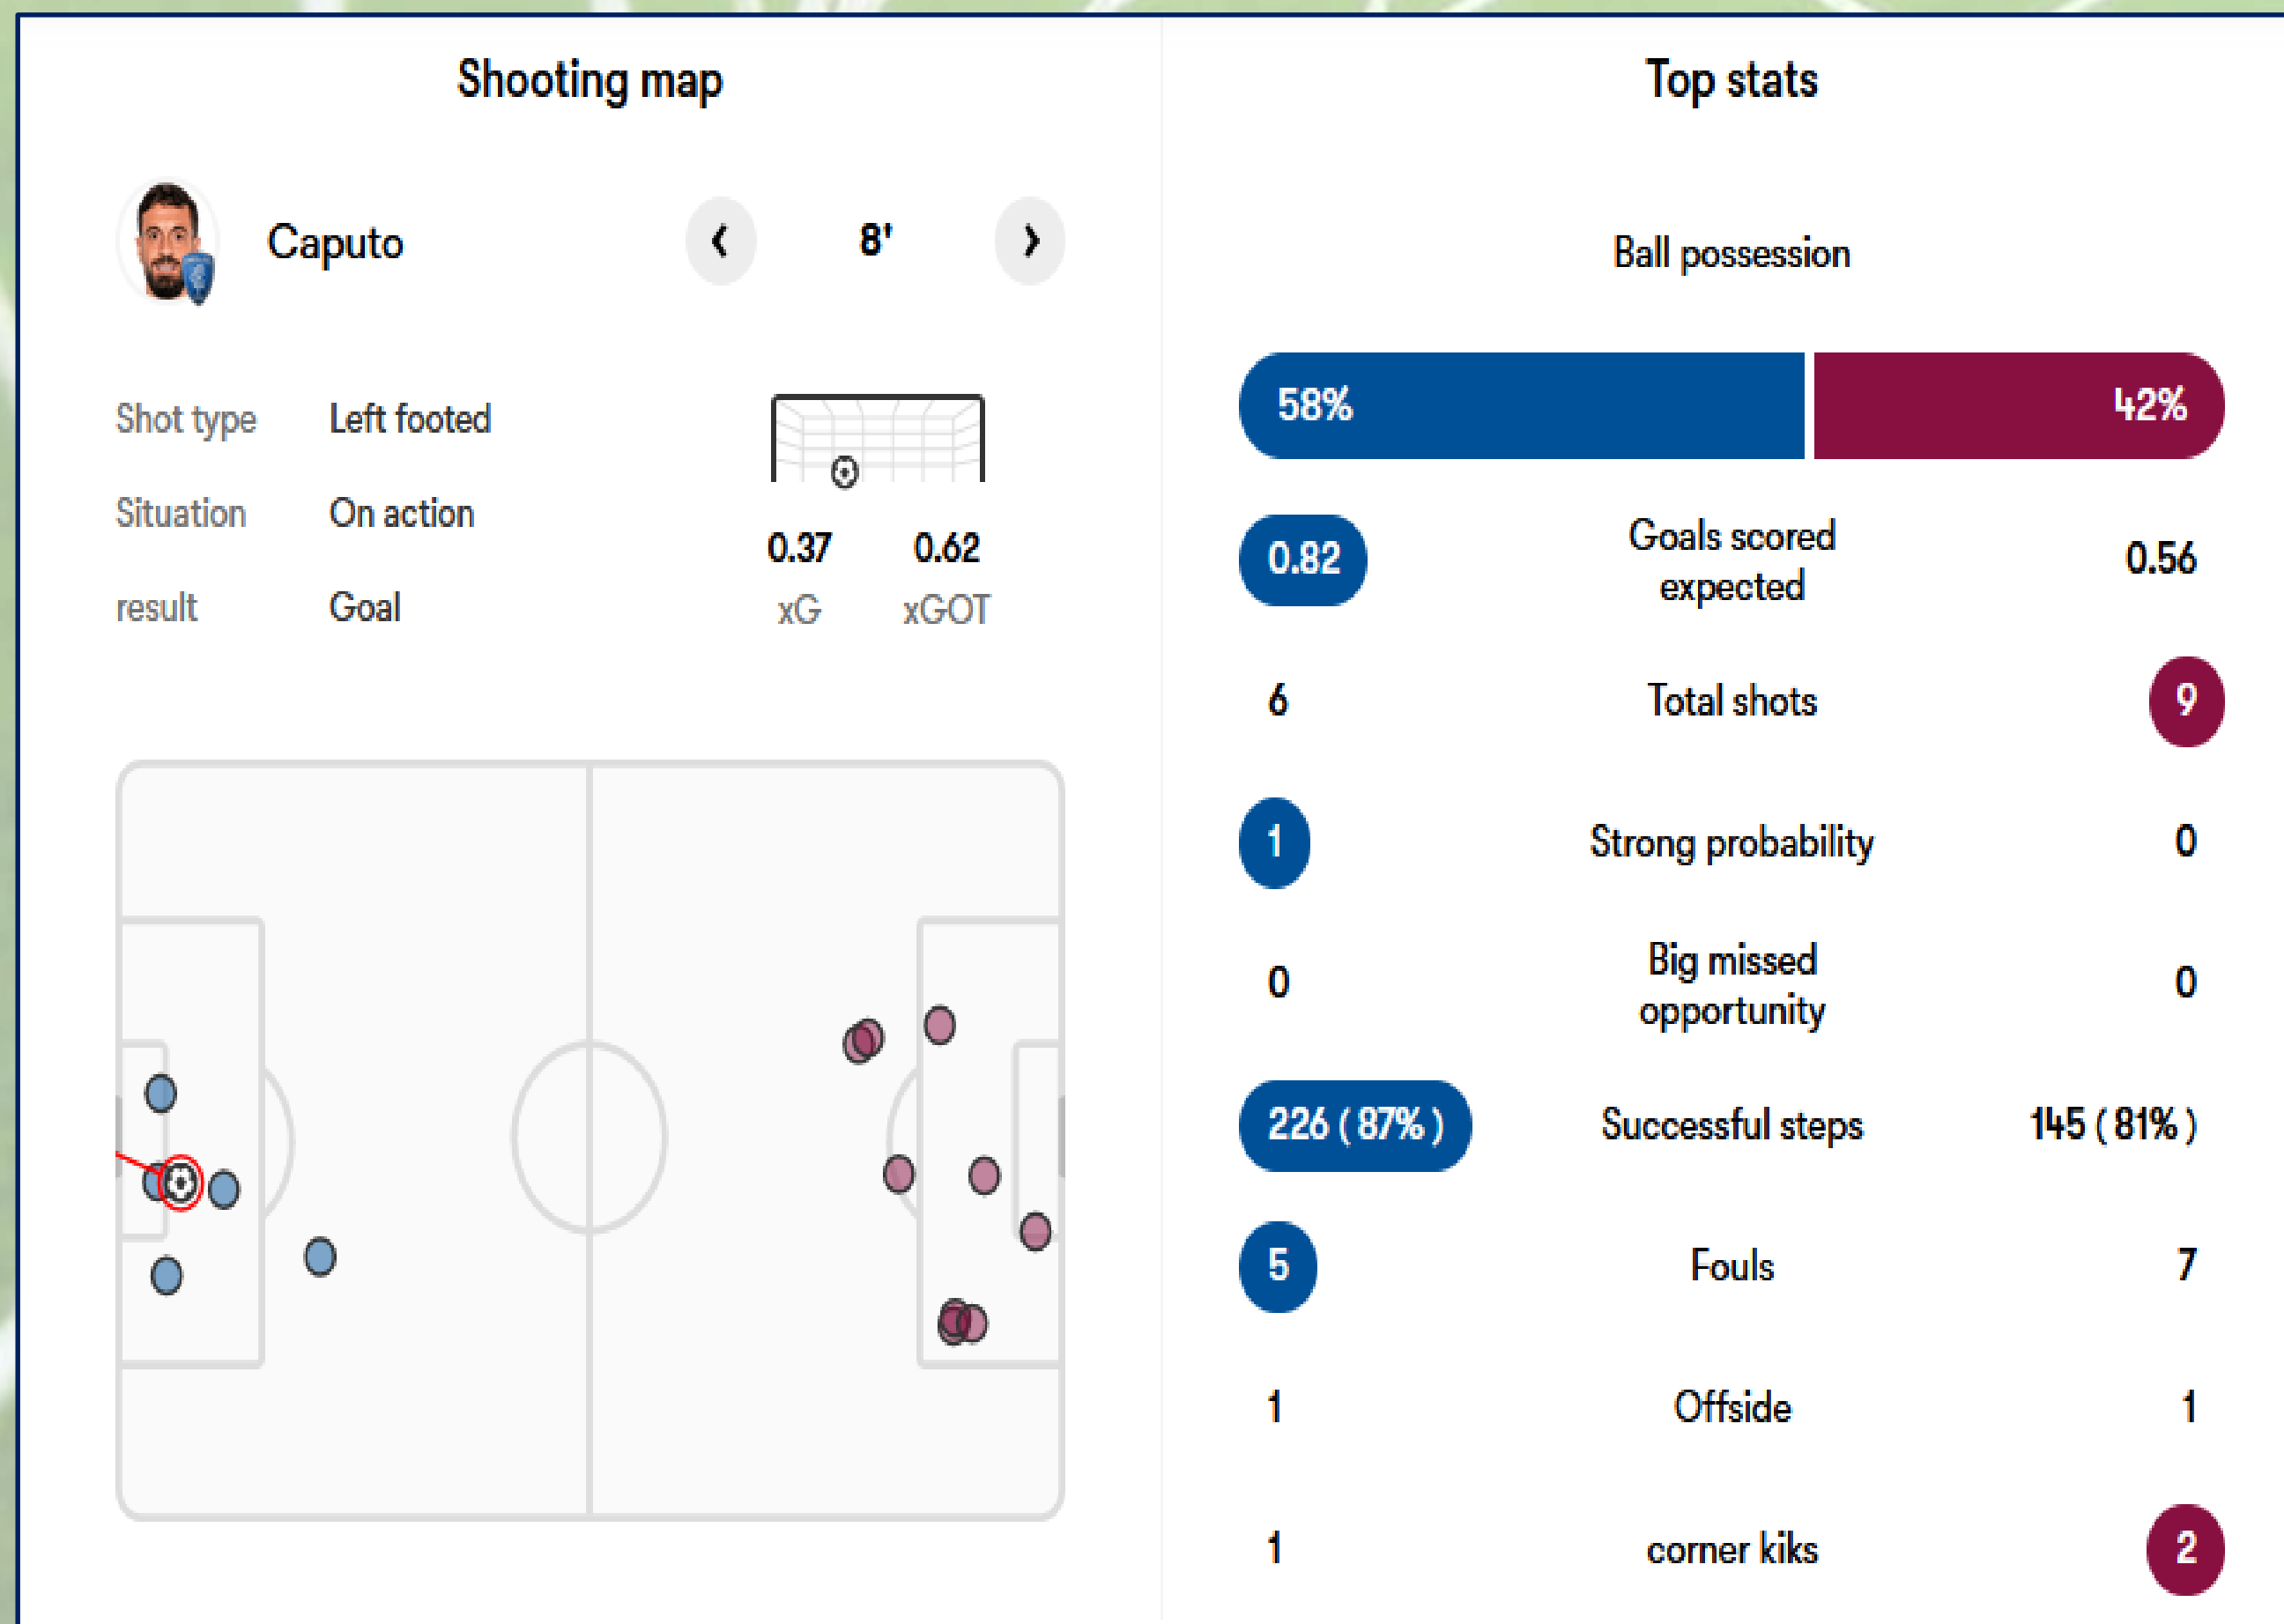 Shooting map
Caputo
8'
Shot type Left footed
Situation On action
result Goal
0.37 0.62
xG xGOT
Top stats
Ball possession
58% 42%
0.82 Goals scored 0.56
expected
6 Total shots 9
1 Strong probability 0
0 Big missed 0
opportunity
226 ( 87% ) Successful steps 145 ( 81% )
5 Fouls 7
1 Offside 1
1 corner kiks 2